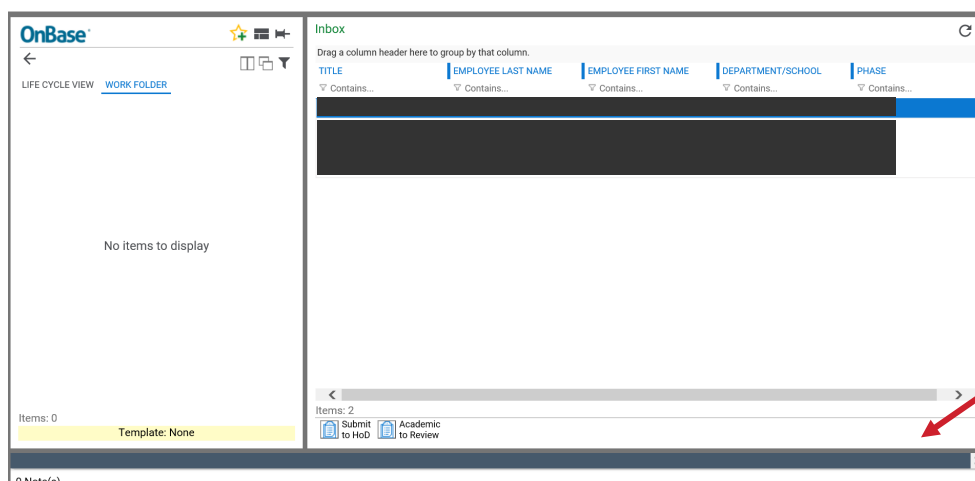 OnBase
LIFE CYCLE VIEW WORK FOLDER
No items to display
Items: 0
Template: None
Inbox
Drag a column header here to group by that column.
TITLE EMPLOYEE LAST NAME EMPLOYEE FIRST NAME DEPARTMENT/SCHOOL PHASE
Contains... Contains... Contains... Contains... Contains...
Items: 2
Submit to HoD
Academic to Review
0 Note(s)